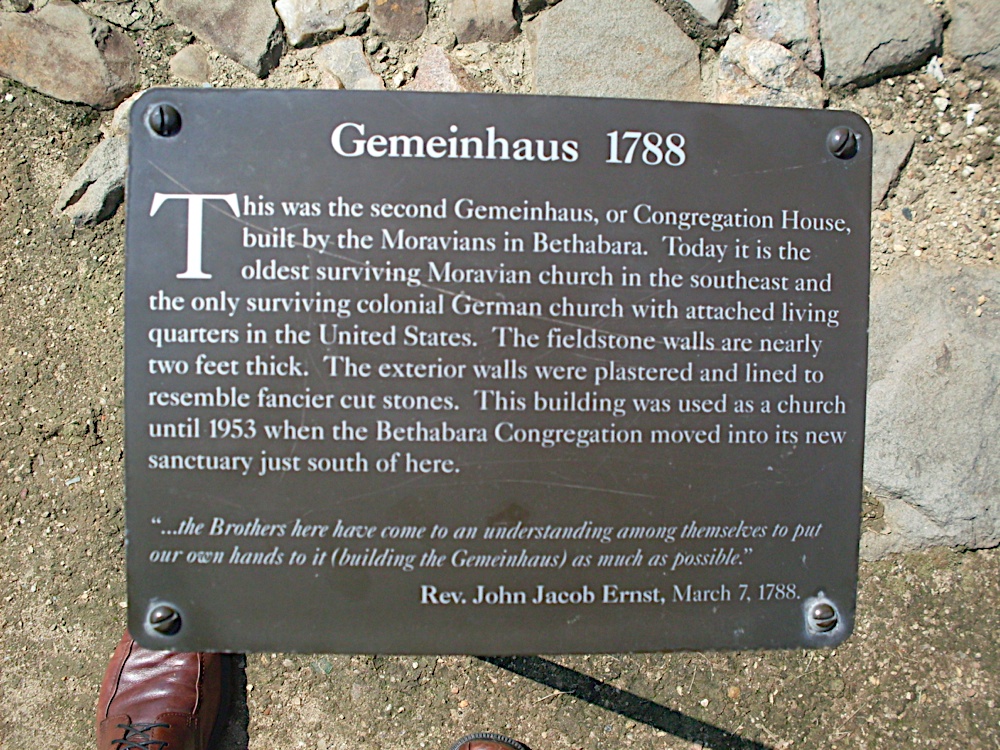 Gemeinhaus 1788
This was the second Gemeinhaus, or Congregation House,
built by the Moravians in Bethabara. Today it is the
oldest surviving Moravian church in the southeast and
the only surviving colonial German church with attached living
quarters in the United States. The fieldstone walls are nearly
two feet thick. The exterior walls were plastered and lined to
resemble fancier cut stones. This building was used as a church
until 1953 when the Bethabara Congregation moved into its new
sanctuary just south of here.
“...the Brothers here have come to an understanding among themselves to put
our own hands to it (building the Gemeinhaus) as much as possible.”
Rev. John Jacob Ernst, March 7, 1788.